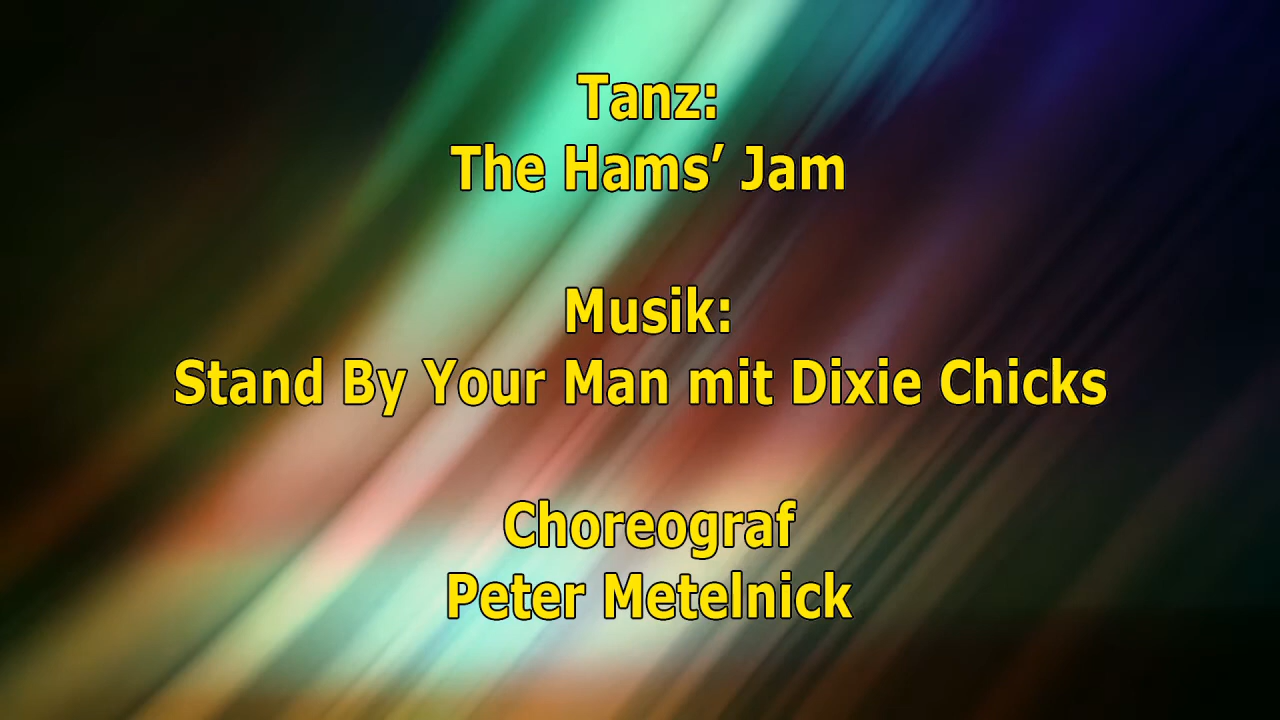 Tanz:
The Hams’ Jam
Musik:
Stand By Your Man mit Dixie Chicks
Choreograf
Peter Metelnick